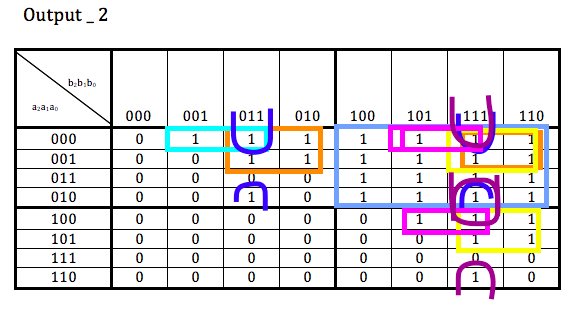 Output _ 2
b₂b₁b₀
a₂a₁a₀
000 001 011 010 100 101 111 110
000 0 1 1 1 1 1 1 1
001 0 0 1 1 1 1 1 1
011 0 0 0 0 1 1 1 1
010 0 0 1 0 1 1 1 1
100 0 0 0 0 0 1 1 1
101 0 0 0 0 0 0 1 1
111 0 0 0 0 0 0 0 0
110 0 0 0 0 0 0 1 0